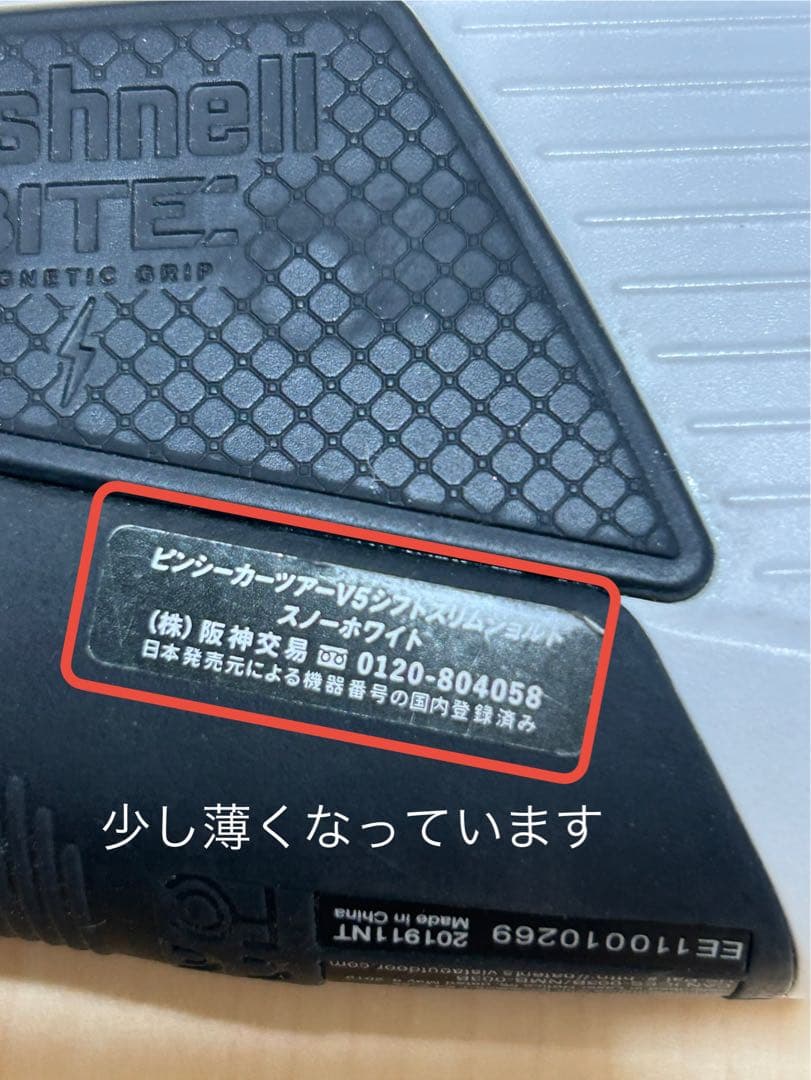 shnell
BITE
GNETIC GRIP
ピンシーカーツアーV5シフトスリムジョルト
スノーホワイト
(株)阪神交易 0120-804058
日本発売元による機器番号の国内登録済み
少し薄くなっています
EE110010269 201911NT
Made in China